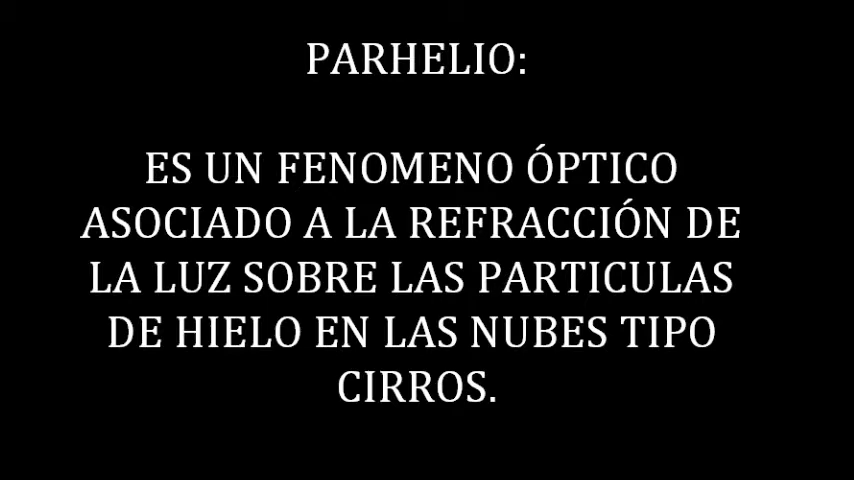 PARHELIO:
ES UN FENOMENO ÓPTICO
ASOCIADO A LA REFRACCIÓN DE
LA LUZ SOBRE LAS PARTICULAS
DE HIELO EN LAS NUBES TIPO
CIRROS.